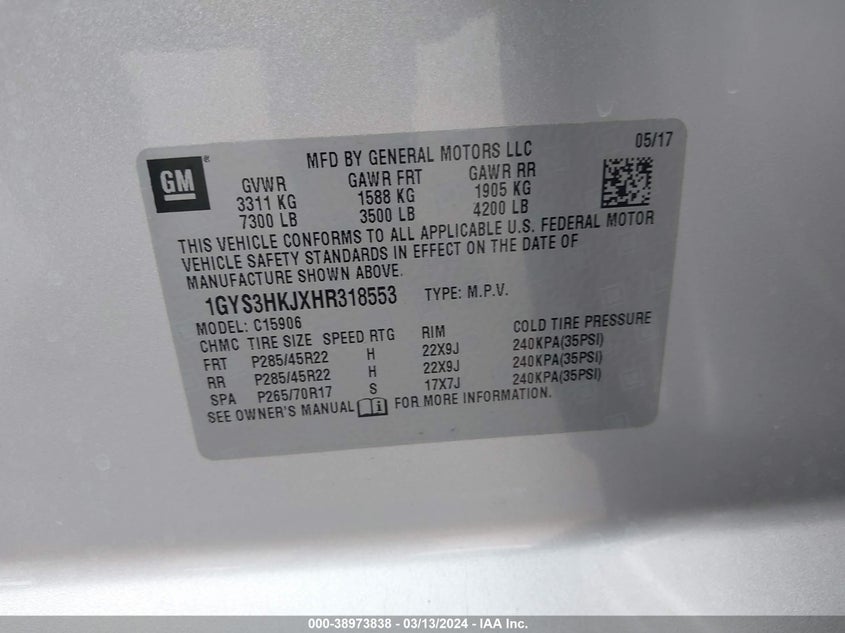 GM ®
MFD BY GENERAL MOTORS LLC 05/17
GVWR GAWR FRT GAWR RR
3311 KG 1588 KG 1905 KG
7300 LB 3500 LB 4200 LB
THIS VEHICLE CONFORMS TO ALL APPLICABLE U.S. FEDERAL MOTOR
VEHICLE SAFETY STANDARDS IN EFFECT ON THE DATE OF
MANUFACTURE SHOWN ABOVE.
1GYS3HKJXHR318553 TYPE: M.P.V.
MODEL: C15906
CHMC TIRE SIZE SPEED RTG RIM COLD TIRE PRESSURE
FRT P285/45R22 H 22X9J 240KPA(35PSI)
RR P285/45R22 H 22X9J 240KPA(35PSI)
SPA P265/70R17 S 17X7J 240KPA(35PSI)
SEE OWNER'S MANUAL i FOR MORE INFORMATION.
000-38973838 - 03/13/2024 - IAA Inc.